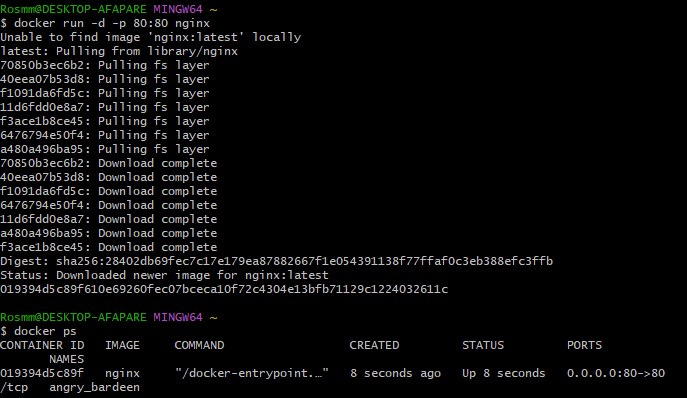 Rosmm@DESKTOP-AFAPARE MINGW64 ~
$ docker run -d -p 80:80 nginx
Unable to find image 'nginx:latest' locally
latest: Pulling from library/nginx
70850b3ec6b2: Pulling fs layer
40eea07b53d8: Pulling fs layer
f1091da6fd5c: Pulling fs layer
11d6fdd0e8a7: Pulling fs layer
f3ace1b8ce45: Pulling fs layer
6476794e50f4: Pulling fs layer
a480a496ba95: Pulling fs layer
70850b3ec6b2: Download complete
40eea07b53d8: Download complete
f1091da6fd5c: Download complete
6476794e50f4: Download complete
11d6fdd0e8a7: Download complete
a480a496ba95: Download complete
f3ace1b8ce45: Download complete
Digest: sha256:28402db69fec7c17e179ea87882667f1e054391138f77ffaf0c3eb388efc3ffb
Status: Downloaded newer image for nginx:latest
019394d5c89f610e69260fec07bceca10f72c4304e13bfb71129c1224032611c
Rosmm@DESKTOP-AFAPARE MINGW64 ~
$ docker ps
CONTAINER ID   IMAGE     COMMAND                  CREATED         STATUS         PORTS
       NAMES
019394d5c89f   nginx     "/docker-entrypoint.…"   8 seconds ago   Up 8 seconds   0.0.0.0:80->80
/tcp   angry_bardeen